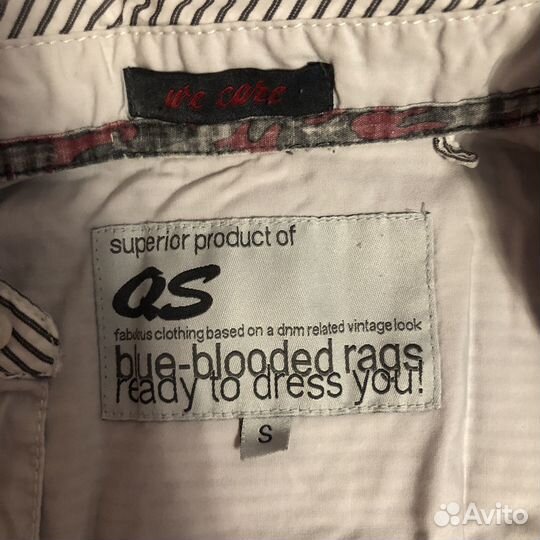 we care
superior product of
QS
fabulous clothing based on a dnm related vintage look
blue-blooded rags
ready to dress you!
S
Avito